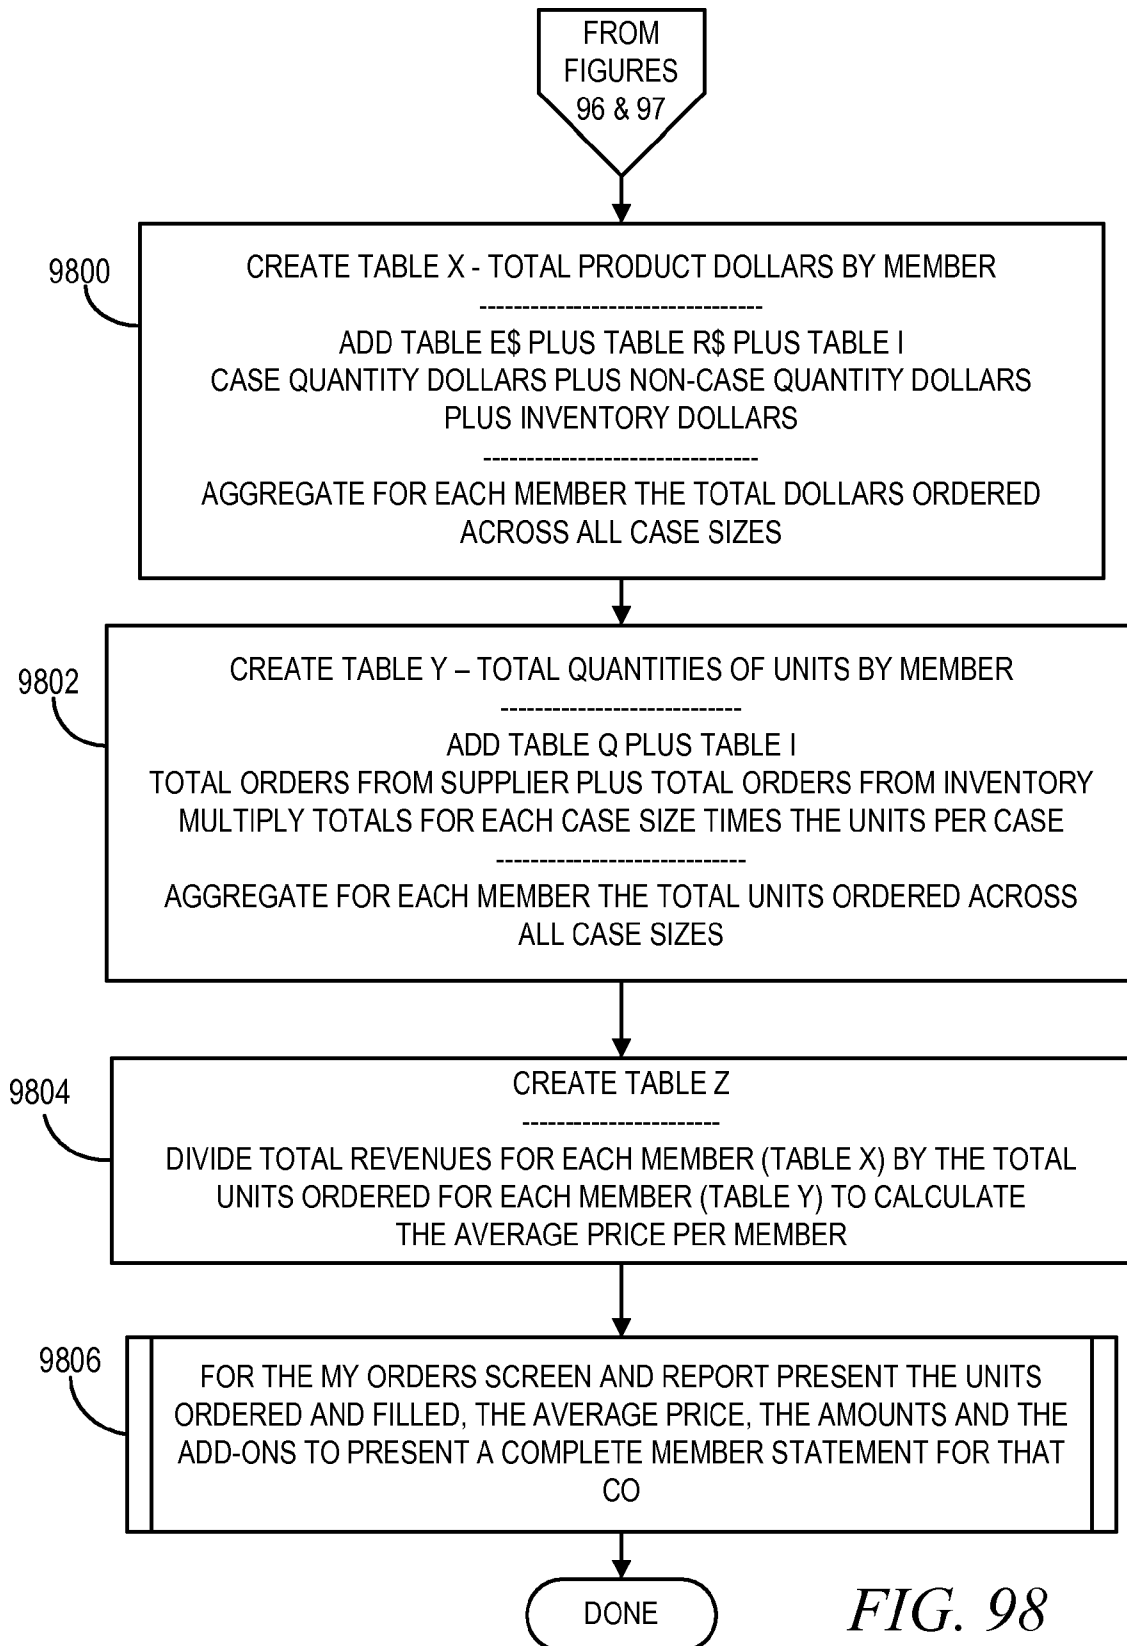 FROM
FIGURES
96 & 97
9800
CREATE TABLE X - TOTAL PRODUCT DOLLARS BY MEMBER
---------------------------------
ADD TABLE E$ PLUS TABLE R$ PLUS TABLE I
CASE QUANTITY DOLLARS PLUS NON-CASE QUANTITY DOLLARS
PLUS INVENTORY DOLLARS
--------------------------------
AGGREGATE FOR EACH MEMBER THE TOTAL DOLLARS ORDERED
ACROSS ALL CASE SIZES
9802
CREATE TABLE Y – TOTAL QUANTITIES OF UNITS BY MEMBER
----------------------------
ADD TABLE Q PLUS TABLE I
TOTAL ORDERS FROM SUPPLIER PLUS TOTAL ORDERS FROM INVENTORY
MULTIPLY TOTALS FOR EACH CASE SIZE TIMES THE UNITS PER CASE
-----------------------------
AGGREGATE FOR EACH MEMBER THE TOTAL UNITS ORDERED ACROSS
ALL CASE SIZES
9804
CREATE TABLE Z
-----------------------
DIVIDE TOTAL REVENUES FOR EACH MEMBER (TABLE X) BY THE TOTAL
UNITS ORDERED FOR EACH MEMBER (TABLE Y) TO CALCULATE
THE AVERAGE PRICE PER MEMBER
9806
FOR THE MY ORDERS SCREEN AND REPORT PRESENT THE UNITS
ORDERED AND FILLED, THE AVERAGE PRICE, THE AMOUNTS AND THE
ADD-ONS TO PRESENT A COMPLETE MEMBER STATEMENT FOR THAT
CO
DONE
FIG. 98